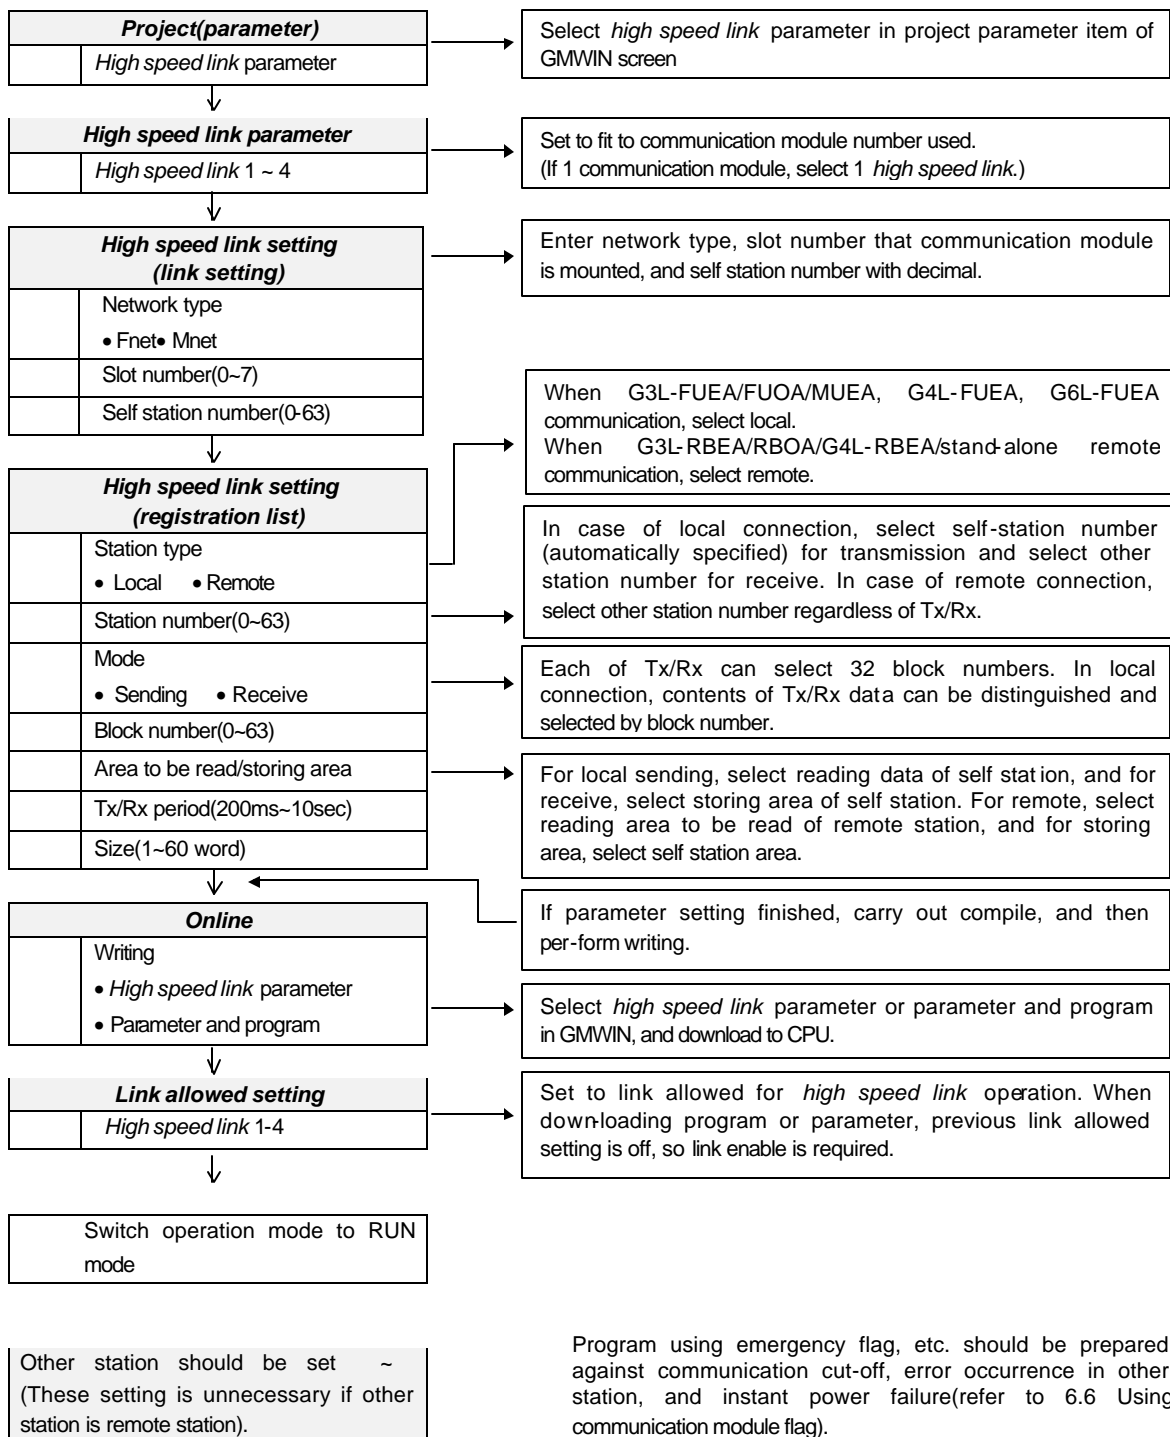 Project(parameter)
High speed link parameter
Select high speed link parameter in project parameter item of
GMWIN screen
High speed link parameter
High speed link 1 ~ 4
Set to fit to communication module number used.
(If 1 communication module, select 1 high speed link.)
High speed link setting
(link setting)
Network type
• Fnet• Mnet
Slot number(0~7)
Self station number(0-63)
Enter network type, slot number that communication module
is mounted, and self station number with decimal.
High speed link setting
(registration list)
Station type
• Local • Remote
Station number(0~63)
Mode
• Sending • Receive
Block number(0~63)
Area to be read/storing area
Tx/Rx period(200ms~10sec)
Size(1~60 word)
When G3L-FUEA/FUOA/MUEA, G4L-FUEA, G6L-FUEA
communication, select local.
When G3L-RBEA/RBOA/G4L-RBEA/stand-alone remote
communication, select remote.
In case of local connection, select self-station number
(automatically specified) for transmission and select other
station number for receive. In case of remote connection,
select other station number regardless of Tx/Rx.
Each of Tx/Rx can select 32 block numbers. In local
connection, contents of Tx/Rx data can be distinguished and
selected by block number.
For local sending, select reading data of self station, and for
receive, select storing area of self station. For remote, select
reading area to be read of remote station, and for storing
area, select self station area.
Online
Writing
• High speed link parameter
• Parameter and program
If parameter setting finished, carry out compile, and then
per-form writing.
Select high speed link parameter or parameter and program
in GMWIN, and download to CPU.
Link allowed setting
High speed link 1-4
Set to link allowed for high speed link operation. When
down-loading program or parameter, previous link allowed
setting is off, so link enable is required.
Switch operation mode to RUN
mode
Other station should be set ~
(These setting is unnecessary if other
station is remote station).
Program using emergency flag, etc. should be prepared
against communication cut-off, error occurrence in other
station, and instant power failure(refer to 6.6 Using
communication module flag).